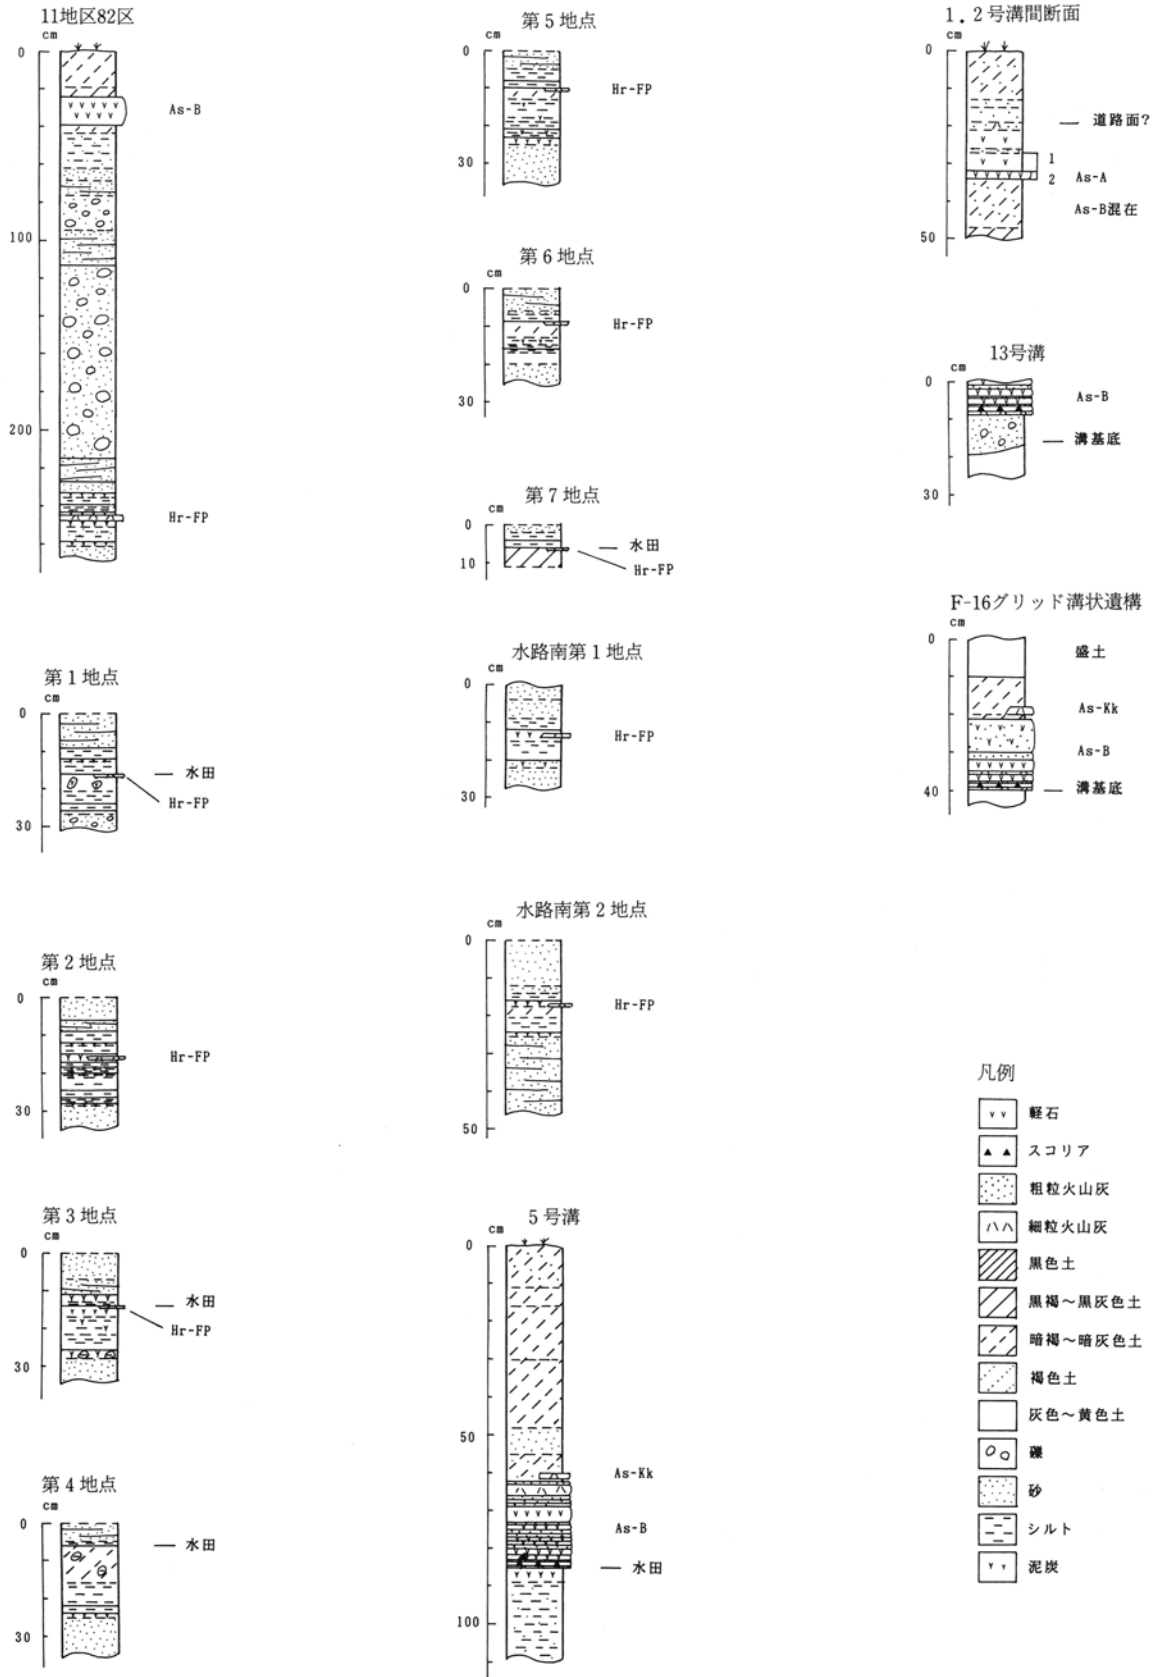 11地区82区
cm
0
As-B
100
200
Hr-FP
第1地点
cm
0
水田
Hr-FP
30
第2地点
cm
0
Hr-FP
30
第3地点
cm
0
水田
Hr-FP
30
第4地点
cm
0
水田
30
第5地点
cm
0
Hr-FP
30
第6地点
cm
0
Hr-FP
30
第7地点
cm
0
水田
10
Hr-FP
水路南第1地点
cm
0
Hr-FP
30
水路南第2地点
cm
0
Hr-FP
50
5号溝
cm
0
50
As-Kk
As-B
水田
100
1．2号溝間断面
cm
0
道路面?
1
2 As-A
As-B混在
50
13号溝
cm
0
As-B
溝基底
30
F-16グリッド溝状遺構
cm
0
盛土
As-Kk
20
As-B
溝基底
40
凡例
軽石
スコリア
粗粒火山灰
細粒火山灰
黒色土
黒褐～黒灰色土
暗褐～暗灰色土
褐色土
灰色～黄色土
礫
砂
シルト
泥炭